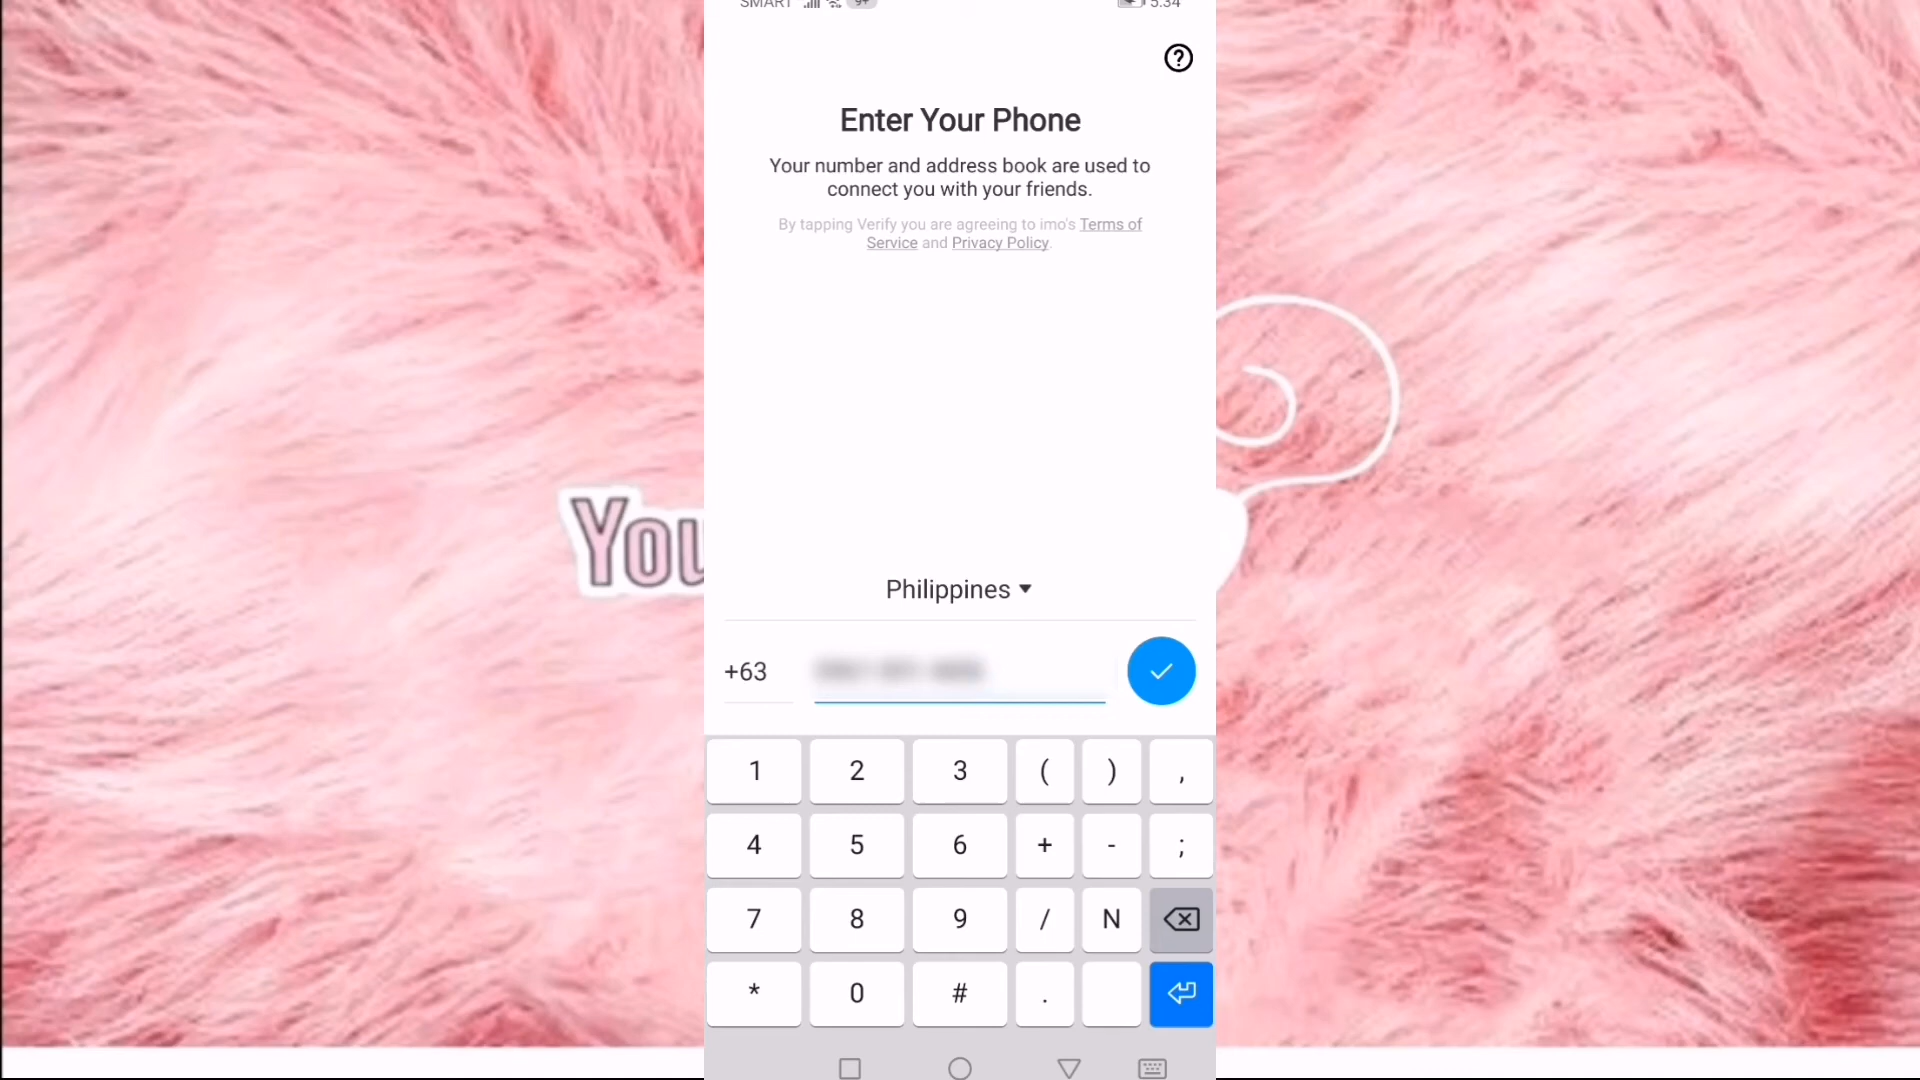 SMART 9+ 5:34
Enter Your Phone
Your number and address book are used to
connect you with your friends.
By tapping Verify you are agreeing to imo's Terms of
Service and Privacy Policy.
You
Philippines
+63
1 2 3 ( ) ,
4 5 6 + - ;
7 8 9 / N
* 0 # .